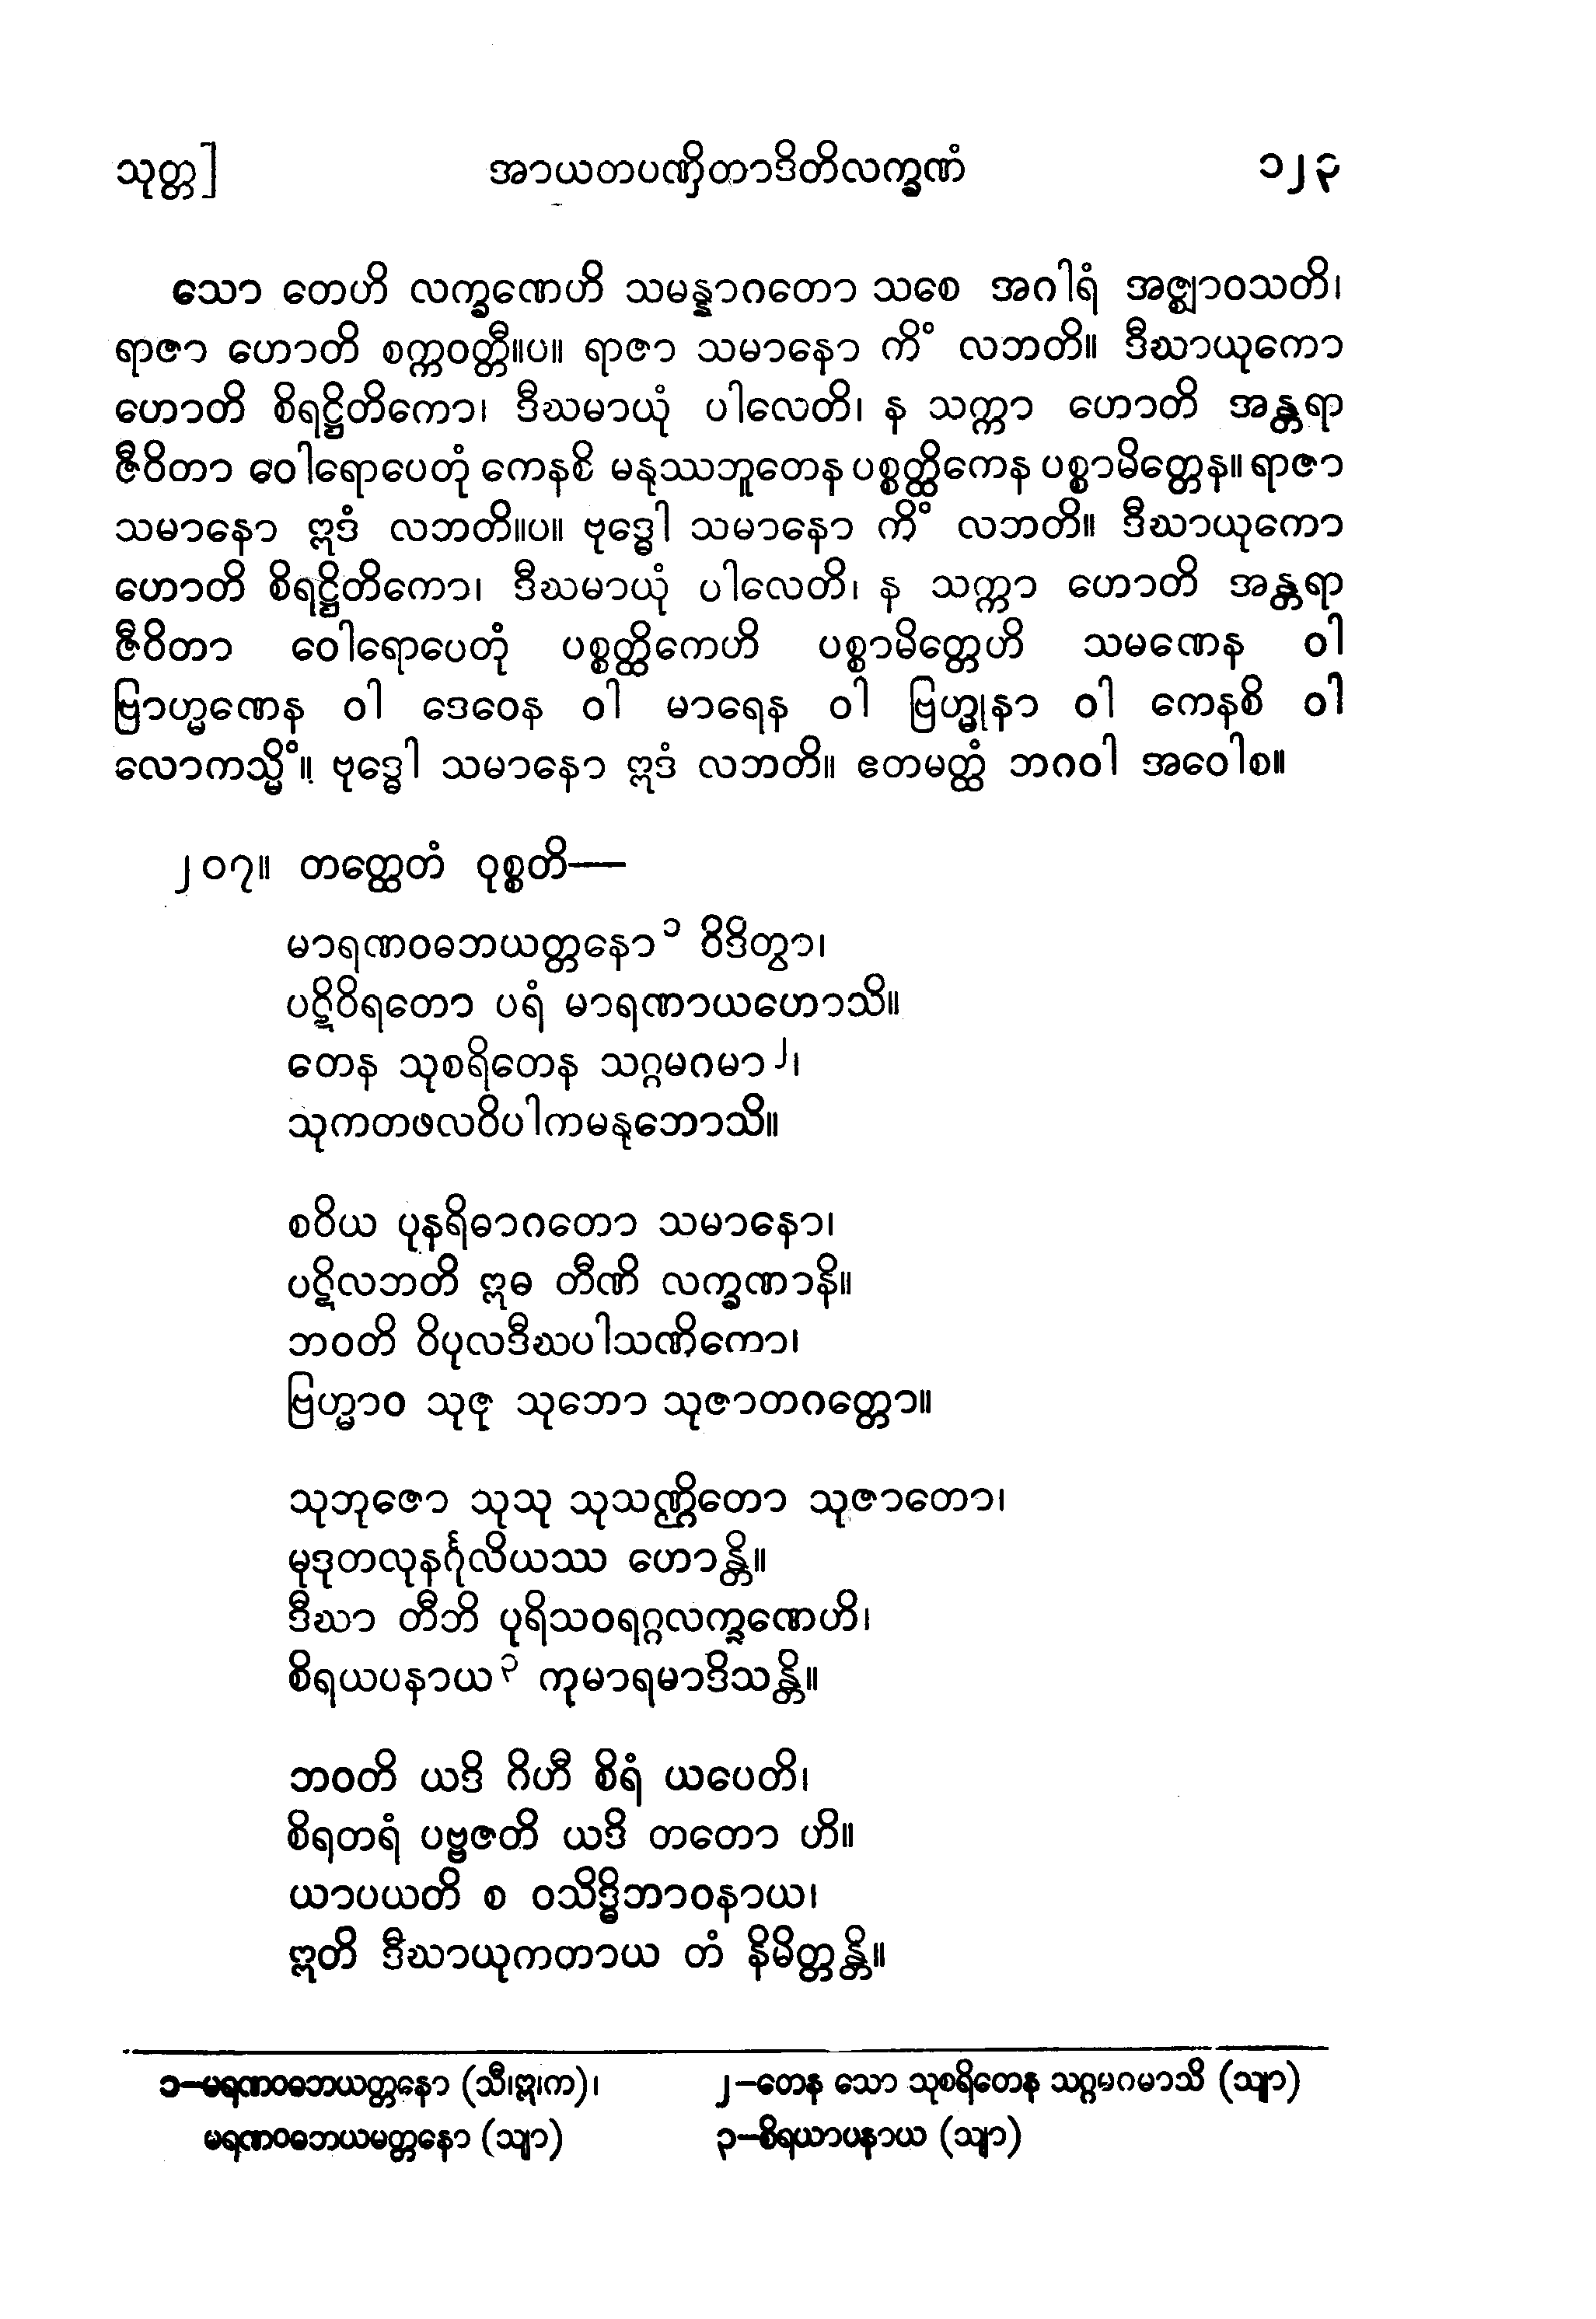 သုတ္တ]
အာယတပဏှိတာဒိတိလက္ခဏံ
၁၂၃
သော တေဟိ လက္ခဏေဟိ သမန္နာဂတော သစေ အဂါရံ အဇ္ဈာဝသတိ၊
ရာဇာ ဟောတိ စက္ကဝတ္တီ။ပ။ ရာဇာ သမာနော ကိံ လဘတိ။ ဒီဃာယုကော
ဟောတိ စိရဋ္ဌိတိကော၊ ဒီဃမာယုံ ပါလေတိ၊ န သက္ကာ ဟောတိ အန္တရာ
ဇီဝိတာ ဝေါရောပေတုံ ကေနစိ မနုဿဘူတေန ပစ္စတ္ထိကေန ပစ္စာမိတ္တေန။ ရာဇာ
သမာနော ဣဒံ လဘတိ။ပ။ ဗုဒ္ဓေါ သမာနော ကိံ လဘတိ။ ဒီဃာယုကော
ဟောတိ စိရဋ္ဌိတိကော၊ ဒီဃမာယုံ ပါလေတိ၊ န သက္ကာ ဟောတိ အန္တရာ
ဇီဝိတာ ဝေါရောပေတုံ ပစ္စတ္ထိကေဟိ ပစ္စာမိတ္တေဟိ သမဏေန ဝါ
ဗြာဟ္မဏေန ဝါ ဒေဝေန ဝါ မာရေန ဝါ ဗြဟ္မုနာ ဝါ ကေနစိ ဝါ
လောကသ္မိံ။ ဗုဒ္ဓေါ သမာနော ဣဒံ လဘတိ။ ဧတမတ္ထံ ဘဂဝါ အဝေါစ။
၂၀၇။ တတ္ထေတံ ဝုစ္စတိ—
မာရဏဝဓဘယတ္တနော၁ ဝိဒိတွာ၊
ပဋိဝိရတော ပရံ မာရဏာယဟောသိ။
တေန သုစရိတေန သဂ္ဂမဂမာ၂၊
သုကတဖလဝိပါကမနုဘောသိ။
စဝိယ ပုနရိဓာဂတော သမာနော၊
ပဋိလဘတိ ဣဓ တီဏိ လက္ခဏာနိ။
ဘဝတိ ဝိပုလဒီဃပါသဏှိကော၊
ဗြဟ္မာဝ သုဇု သုဘော သုဇာတဂတ္တော။
သုဘုဇော သုသု သုသဏ္ဌိတော သုဇာတော၊
မုဒုတလုနင်္ဂုလိယဿ ဟောန္တိ။
ဒီဃာ တီဘိ ပုရိသဝရဂ္ဂလက္ခဏေဟိ၊
စိရယပနာယ၃ ကုမာရမာဒိသန္တိ။
ဘဝတိ ယဒိ ဂိဟီ စိရံ ယပေတိ၊
စိရတရံ ပဗ္ဗဇတိ ယဒိ တတော ဟိ။
ယာပယတိ စ ဝသိဒ္ဓိဘာဝနာယ၊
ဣတိ ဒီဃာယုကတာယ တံ နိမိတ္တန္တိ။
၁—မရဏဝဓဘယတ္တနော (သီ၊ဣ၊က)၊
မရဏဝဓဘယမတ္တနော (သျာ)
၂—တေန သော သုစရိတေန သဂ္ဂမဂမာသိ (သျာ)
၃—စိရယာပနာယ (သျာ)